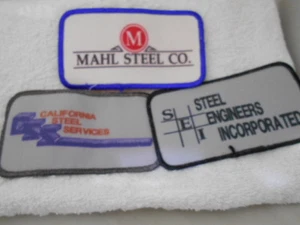 M
MAHL STEEL CO.
CALIFORNIA
STEEL
SERVICES
CSS
STEEL
ENGINEERS
INCORPORATED
S E I